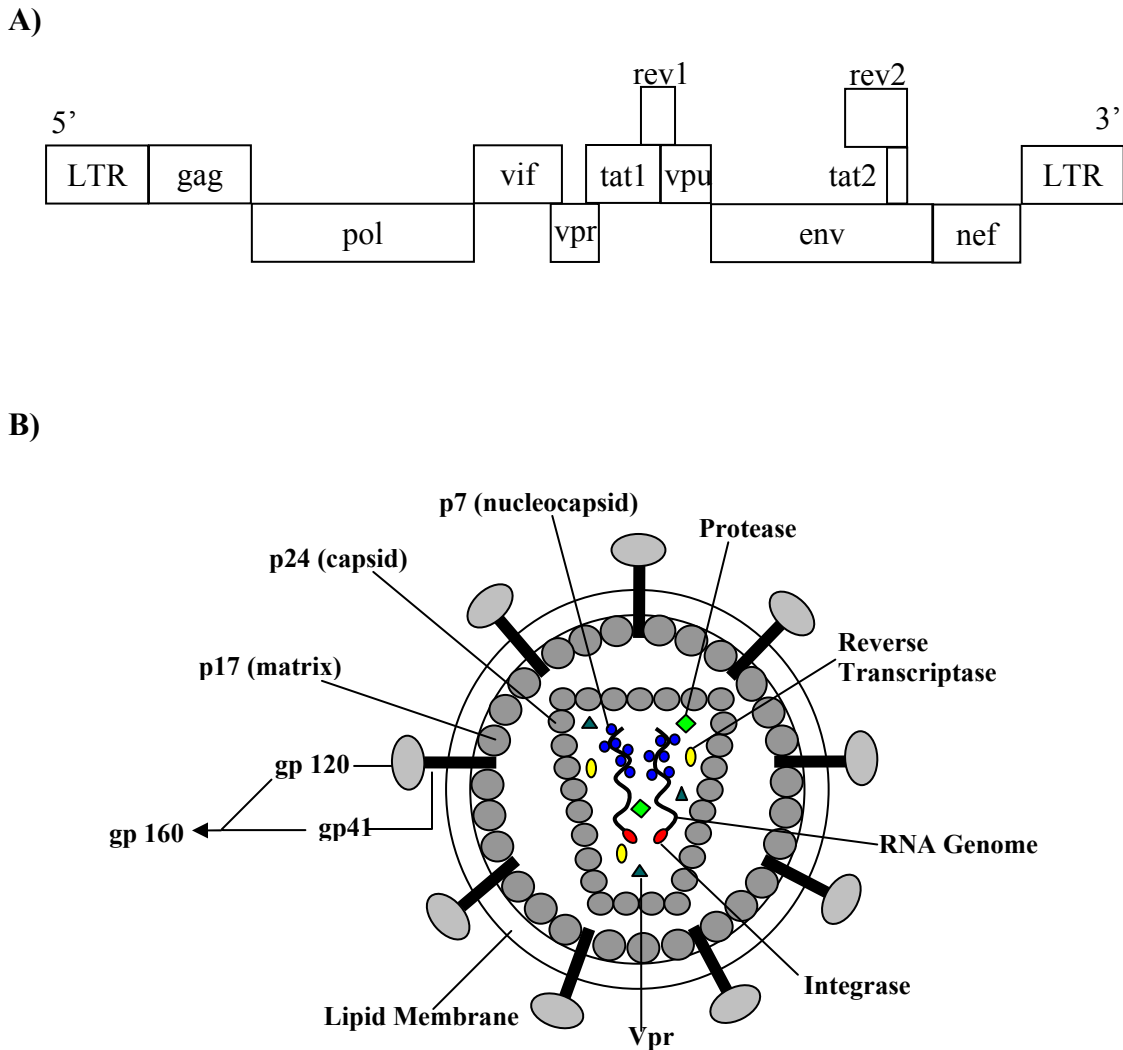 A)
rev1
rev2
5’
3’
LTR gag vif tat1 vpu tat2 LTR
pol vpr env nef
B)
p7 (nucleocapsid)
Protease
p24 (capsid)
Reverse
Transcriptase
p17 (matrix)
gp 120
gp 160
gp41
RNA Genome
Integrase
Lipid Membrane
Vpr